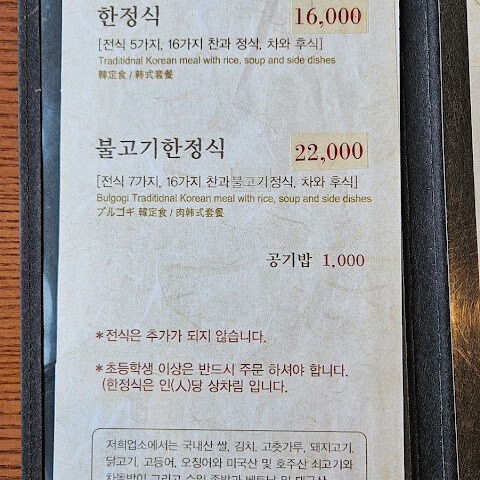 한정식 16,000
[전식 5가지, 16가지 찬과 정식, 차와 후식]
Traditidnal Korean meal with rice, soup and side dishes
韓定食 / 韩式套餐
불고기한정식 22,000
[전식 7가지, 16가지 찬과불고기정식, 차와 후식]
Bulgogi Traditidnal Korean meal with rice, soup and side dishes
プルゴギ 韓定食 / 肉韩式套餐
공기밥 1,000
*전식은 추가가 되지 않습니다.
*초등학생 이상은 반드시 주문 하셔야 합니다.
(한정식은 인(人)당 상차림 입니다.
저희업소에서는 국내산 쌀, 김치, 고춧가루, 돼지고기,
닭고기, 고등어, 오징어와 미국산 및 호주산 쇠고기와